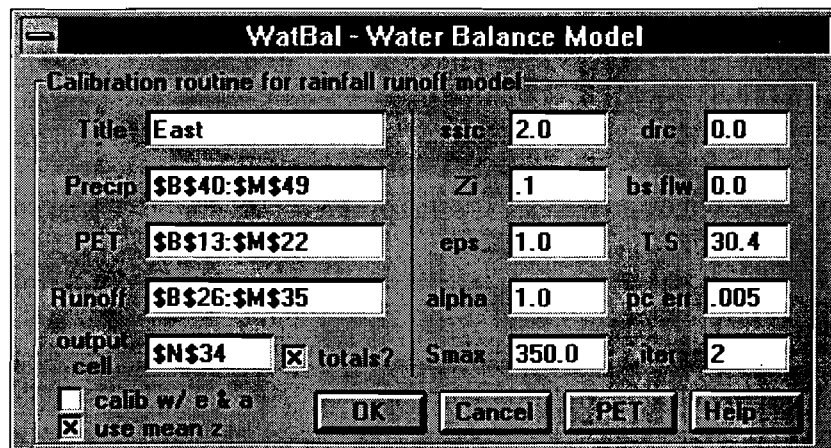 WatBal - Water Balance Model
Calibration routine for rainfall runoff model
Title East ssrc 2.0 drc 0.0
Precip $B$40:$M$49 Zi .1 bs flw 0.0
PET $B$13:$M$22 eps 1.0 T.S 30.4
Runoff $B$26:$M$35 alpha 1.0 pc err .005
output cell $N$34 totals? Smax 350.0 iter 2
calib w/ e & a
use mean z
OK Cancel PET Help